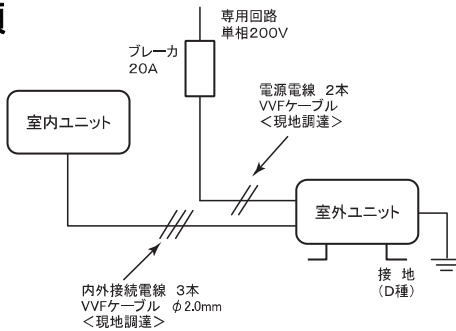 専用回路
単相200V
ブレーカ
20A
電源電線 2本
VVFケーブル
＜現地調達＞
室内ユニット
室外ユニット
接 地
(D種)
内外接続電線 3本
VVFケーブル φ2.0mm
＜現地調達＞